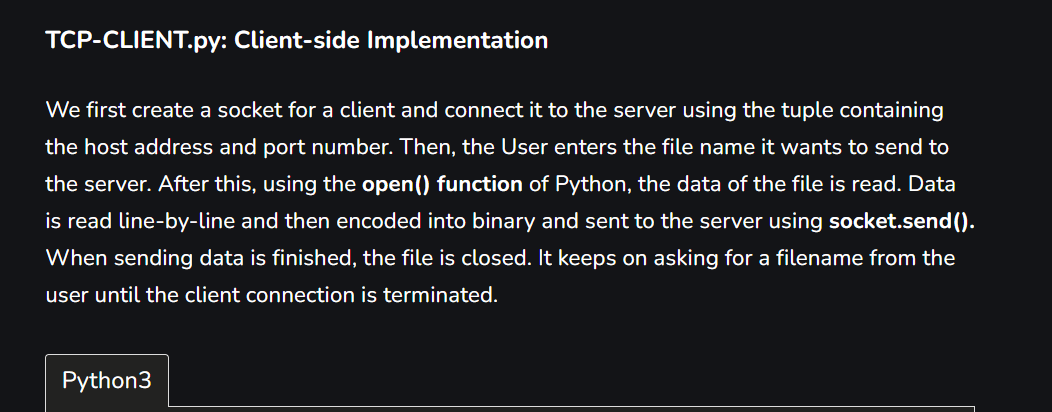 TCP-CLIENT.py: Client-side Implementation
We first create a socket for a client and connect it to the server using the tuple containing
the host address and port number. Then, the User enters the file name it wants to send to
the server. After this, using the open() function of Python, the data of the file is read. Data
is read line-by-line and then encoded into binary and sent to the server using socket.send().
When sending data is finished, the file is closed. It keeps on asking for a filename from the
user until the client connection is terminated.
Python3